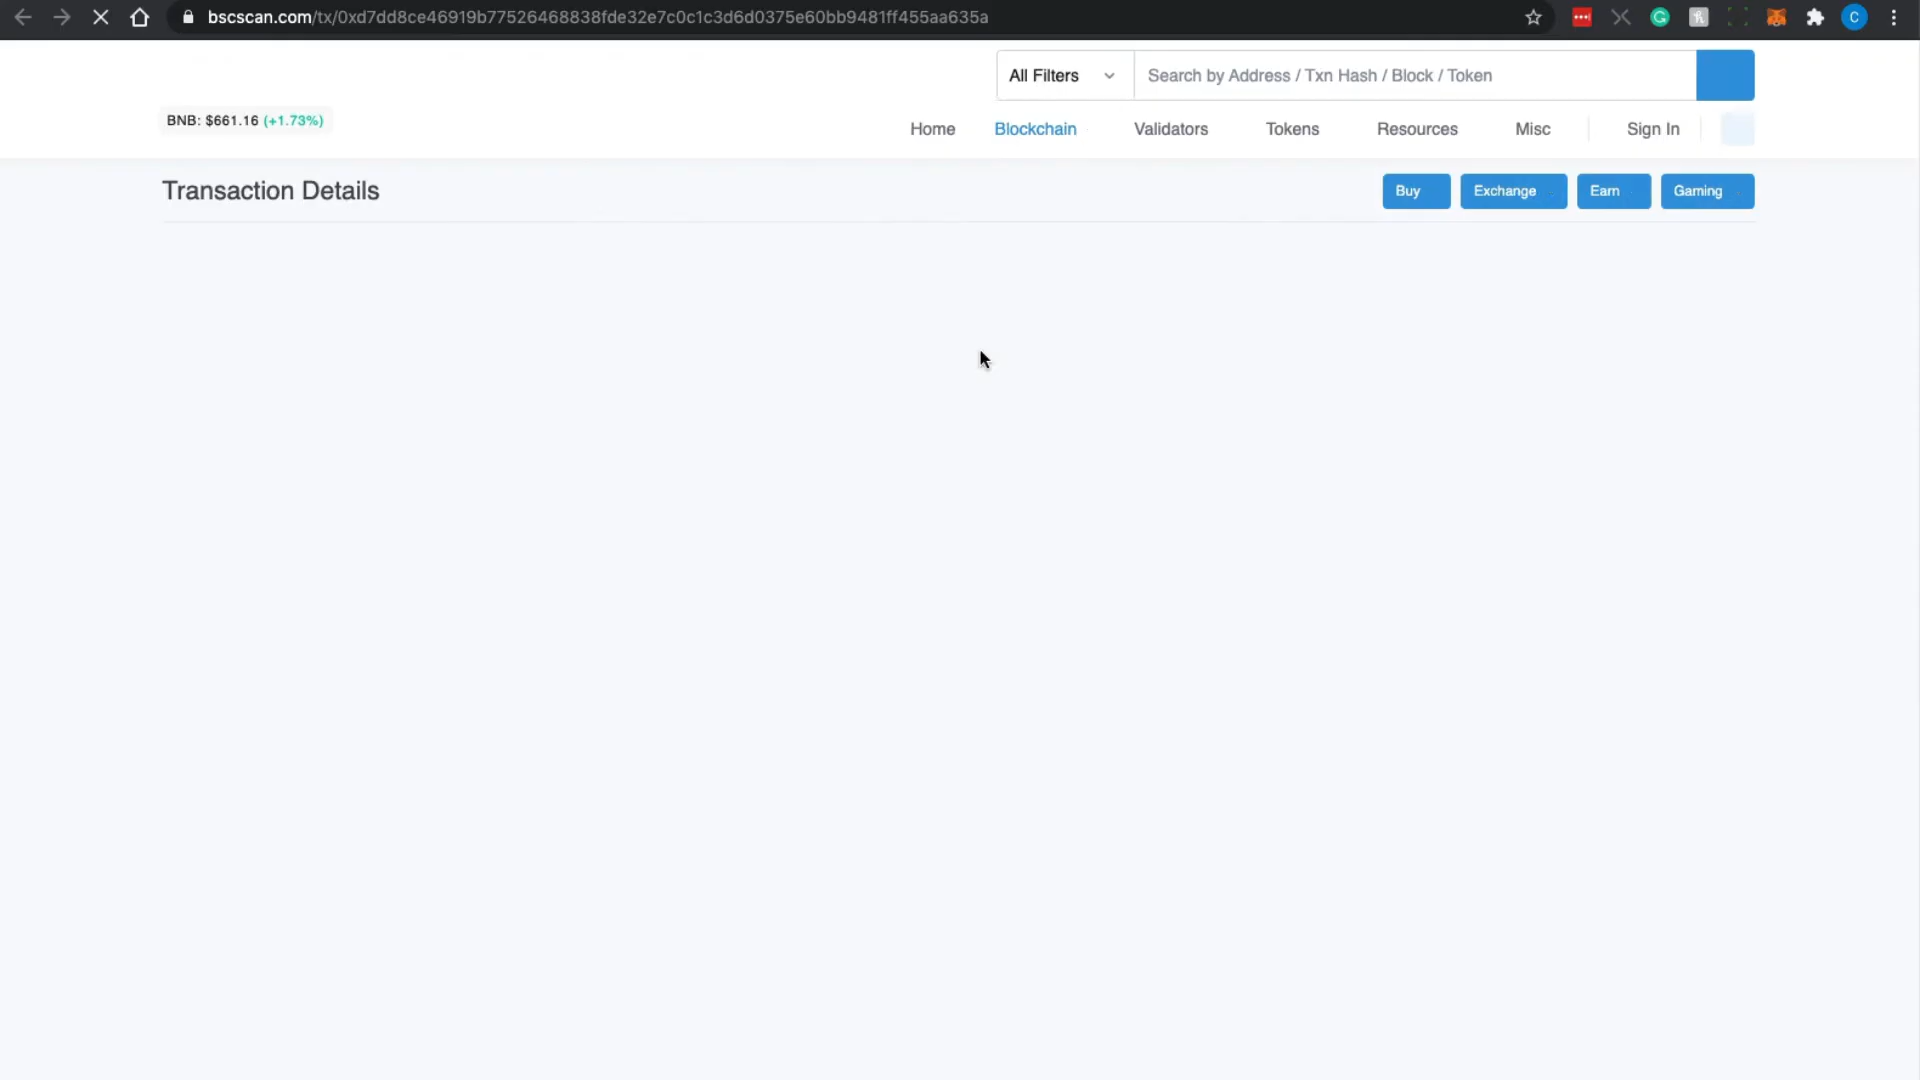 bscscan.com/tx/0xd7dd8ce46919b77526468838fde32e7c0c1c3d6d0375e60bb9481ff455aa635a
C
All Filters
Search by Address / Txn Hash / Block / Token
BNB: $661.16 (+1.73%)
Home
Blockchain
Validators
Tokens
Resources
Misc
Sign In
Transaction Details
Buy
Exchange
Earn
Gaming